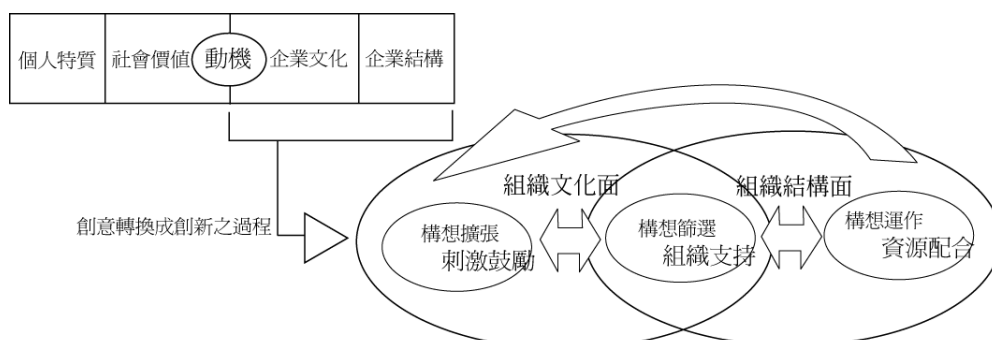 個人特質
社會價值
動機
企業文化
企業結構
組織文化面
組織結構面
創意轉換成創新之過程
構想擴張
刺激鼓勵
構想篩選
組織支持
構想運作
資源配合